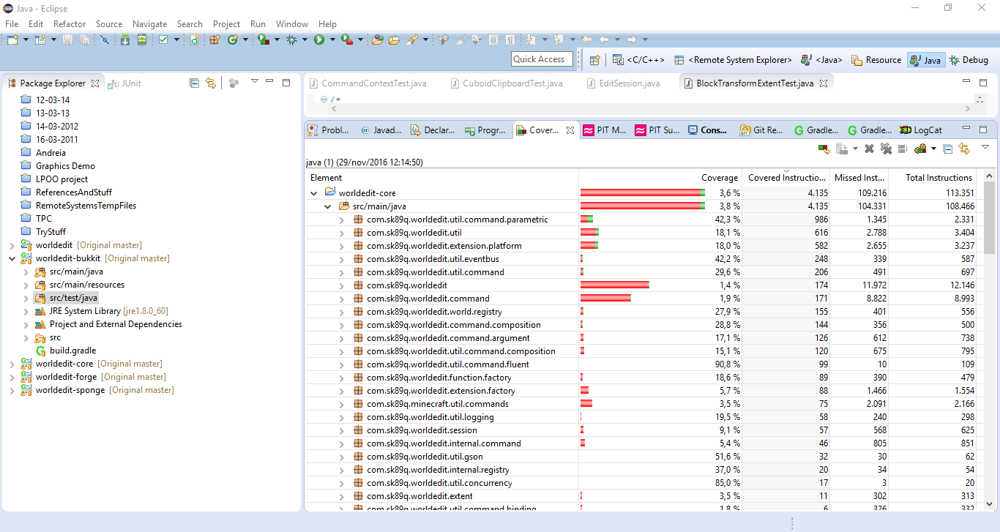 Java - Eclipse
File Edit Refactor Source Navigate Search Project Run Window Help
Quick Access <C/C++> <Remote System Explorer> <Java> Resource Java Debug
Package Explorer JUnit
12-03-14
13-03-13
14-03-2012
16-03-2011
Andreia
Graphics Demo
LPOO project
ReferencesAndStuff
RemoteSystemsTempFiles
TPC
TryStuff
worldedit [Original master]
worldedit-bukkit [Original master]
src/main/java
src/main/resources
src/test/java
JRE System Library [jre1.8.0_60]
Project and External Dependencies
src
build.gradle
worldedit-core [Original master]
worldedit-forge [Original master]
worldedit-sponge [Original master]
CommandContextTest.java CuboidClipboardTest.java EditSession.java BlockTransformExtentTest.java
/*
Probl... @ Javad... Declar... Progr... Cover... PIT M... PIT Su... Cons... Git Re... Gradle... Gradle... LogCat
java (1) (29/nov/2016 12:14:50)
Element Coverage Covered Instructio... Missed Inst... Total Instructions
worldedit-core 3,6 % 4.135 109.216 113.351
src/main/java 3,8 % 4.135 104.331 108.466
com.sk89q.worldedit.util.command.parametric 42,3 % 986 1.345 2.331
com.sk89q.worldedit.util 18,1 % 616 2.788 3.404
com.sk89q.worldedit.extension.platform 18,0 % 582 2.655 3.237
com.sk89q.worldedit.util.eventbus 42,2 % 248 339 587
com.sk89q.worldedit.util.command 29,6 % 206 491 697
com.sk89q.worldedit 1,4 % 174 11.972 12.146
com.sk89q.worldedit.command 1,9 % 171 8.822 8.993
com.sk89q.worldedit.world.registry 27,9 % 155 401 556
com.sk89q.worldedit.command.composition 28,8 % 144 356 500
com.sk89q.worldedit.command.argument 17,1 % 126 612 738
com.sk89q.worldedit.util.command.composition 15,1 % 120 675 795
com.sk89q.worldedit.util.command.fluent 90,8 % 99 10 109
com.sk89q.worldedit.function.factory 18,6 % 89 390 479
com.sk89q.worldedit.extension.factory 5,7 % 88 1.466 1.554
com.sk89q.minecraft.util.commands 3,5 % 75 2.091 2.166
com.sk89q.worldedit.util.logging 19,5 % 58 240 298
com.sk89q.worldedit.session 9,1 % 57 568 625
com.sk89q.worldedit.internal.command 5,4 % 46 805 851
com.sk89q.worldedit.util.gson 51,6 % 32 30 62
com.sk89q.worldedit.internal.registry 37,0 % 20 34 54
com.sk89q.worldedit.util.concurrency 85,0 % 17 3 20
com.sk89q.worldedit.extent 3,5 % 11 302 313
com.sk89q.worldedit.util.command.binding 1,8 % 6 326 332